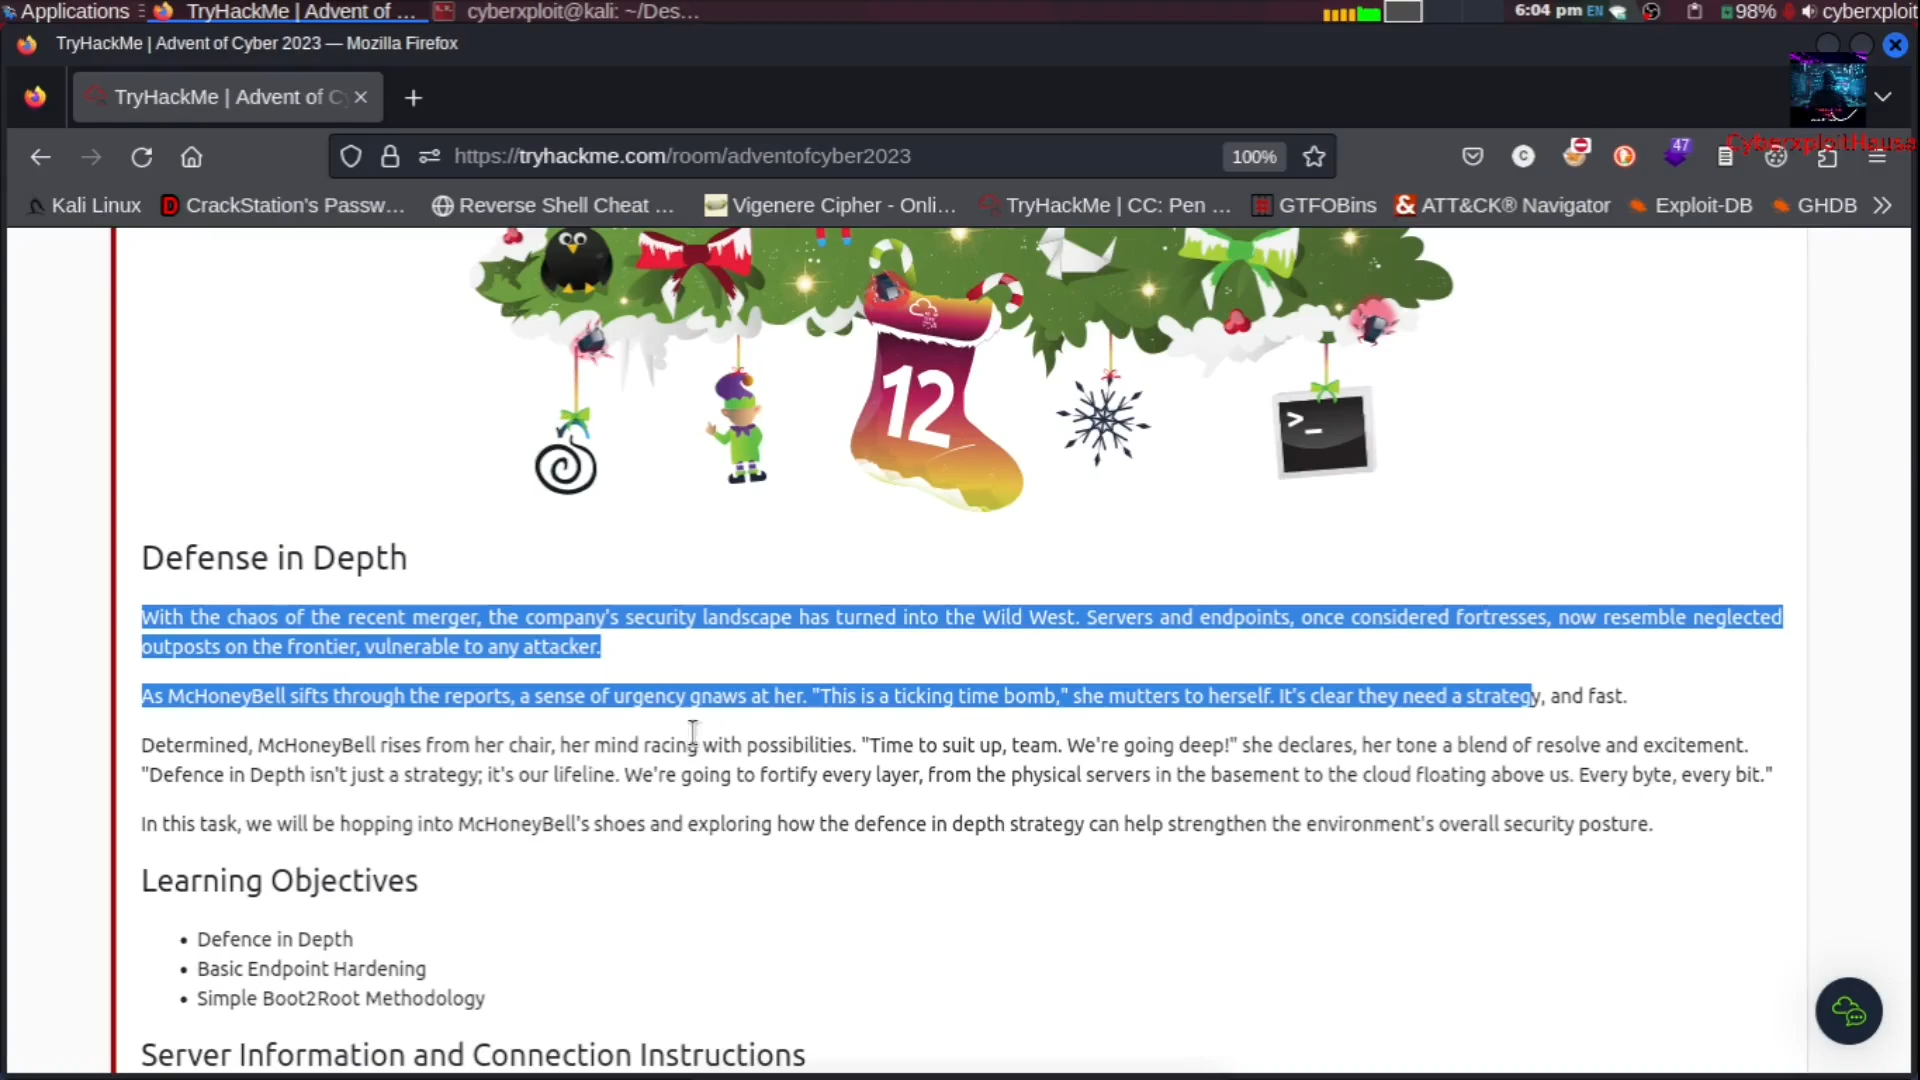 Applications
TryHackMe | Advent of ...
cyberxploit@kali: ~/Des...
6:04 pm EN
98%
cyberxploit
TryHackMe | Advent of Cyber 2023 — Mozilla Firefox
TryHackMe | Advent of C
https://tryhackme.com/room/adventofcyber2023
100%
47
CyberxploitHausa
Kali Linux
CrackStation's Passw...
Reverse Shell Cheat ...
Vigenere Cipher - Onli...
TryHackMe | CC: Pen ...
GTFOBins
ATT&CK® Navigator
Exploit-DB
GHDB
12
>_
Defense in Depth
With the chaos of the recent merger, the company's security landscape has turned into the Wild West. Servers and endpoints, once considered fortresses, now resemble neglected
outposts on the frontier, vulnerable to any attacker.
As McHoneyBell sifts through the reports, a sense of urgency gnaws at her. "This is a ticking time bomb," she mutters to herself. It's clear they need a strategy, and fast.
Determined, McHoneyBell rises from her chair, her mind racing with possibilities. "Time to suit up, team. We're going deep!" she declares, her tone a blend of resolve and excitement.
"Defence in Depth isn't just a strategy; it's our lifeline. We're going to fortify every layer, from the physical servers in the basement to the cloud floating above us. Every byte, every bit."
In this task, we will be hopping into McHoneyBell's shoes and exploring how the defence in depth strategy can help strengthen the environment's overall security posture.
Learning Objectives
• Defence in Depth
• Basic Endpoint Hardening
• Simple Boot2Root Methodology
Server Information and Connection Instructions